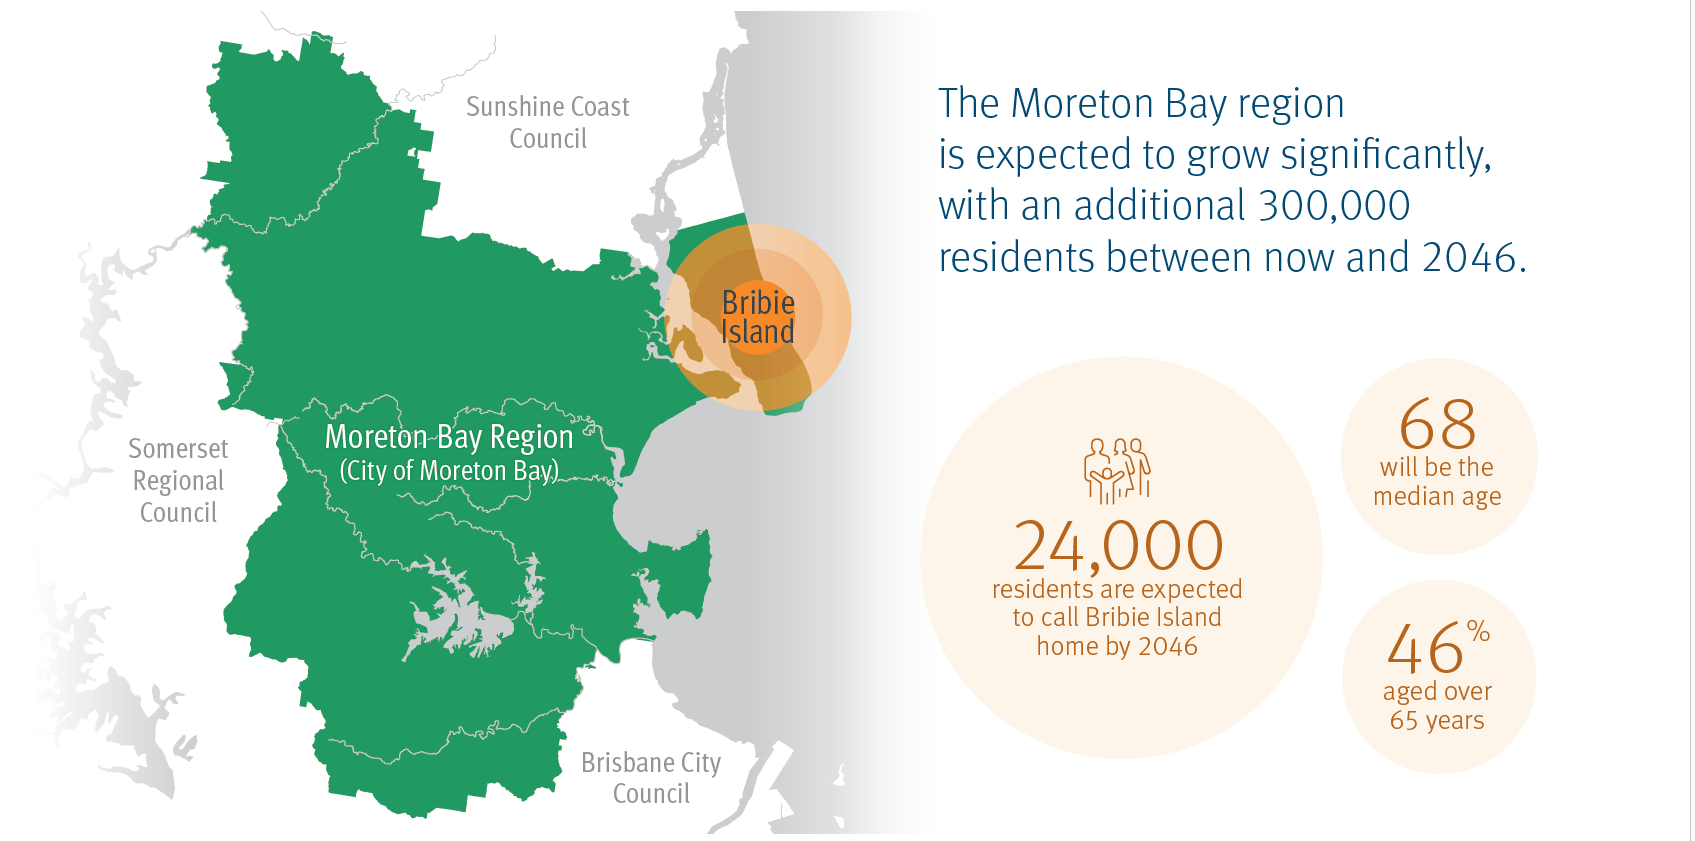 Sunshine Coast
Council
Bribie
Island
Moreton Bay Region
(City of Moreton Bay)
Somerset
Regional
Council
Brisbane City
Council
The Moreton Bay region
is expected to grow significantly,
with an additional 300,000
residents between now and 2046.
24,000
residents are expected
to call Bribie Island
home by 2046
68
will be the
median age
46%
aged over
65 years